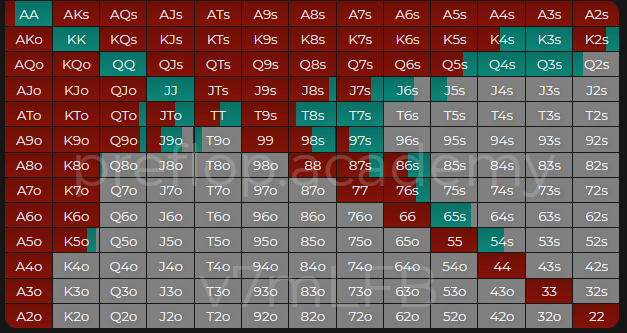 AA AKs AQs AJs ATs A9s A8s A7s A6s A5s A4s A3s A2s
AKo KK KQs KJs KTs K9s K8s K7s K6s K5s K4s K3s K2s
AQo KQo QQ QJs QTs Q9s Q8s Q7s Q6s Q5s Q4s Q3s Q2s
AJo KJo QJo JJ JTs J9s J8s J7s J6s J5s J4s J3s J2s
ATo KTo QTo JTo TT T9s T8s T7s T6s T5s T4s T3s T2s
A9o K9o Q9o J9o T9o 99 98s 97s 96s 95s 94s 93s 92s
A8o K8o Q8o J8o T8o 98o 88 87s 86s 85s 84s 83s 82s
preflop.academy
A7o K7o Q7o J7o T7o 97o 87o 77 76s 75s 74s 73s 72s
A6o K6o Q6o J6o T6o 96o 86o 76o 66 65s 64s 63s 62s
A5o K5o Q5o J5o T5o 95o 85o 75o 65o 55 54s 53s 52s
A4o K4o Q4o J4o T4o 94o 84o 74o 64o 54o 44 43s 42s
v7mLFB
A3o K3o Q3o J3o T3o 93o 83o 73o 63o 53o 43o 33 32s
A2o K2o Q2o J2o T2o 92o 82o 72o 62o 52o 42o 32o 22